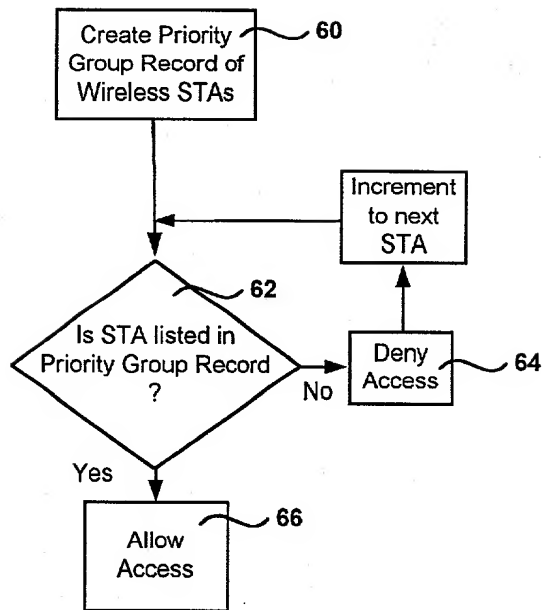 Create Priority
Group Record of
Wireless STAs
60
Increment
to next
STA
62
Is STA listed in
Priority Group Record
?
No
Deny
Access
64
Yes
Allow
Access
66